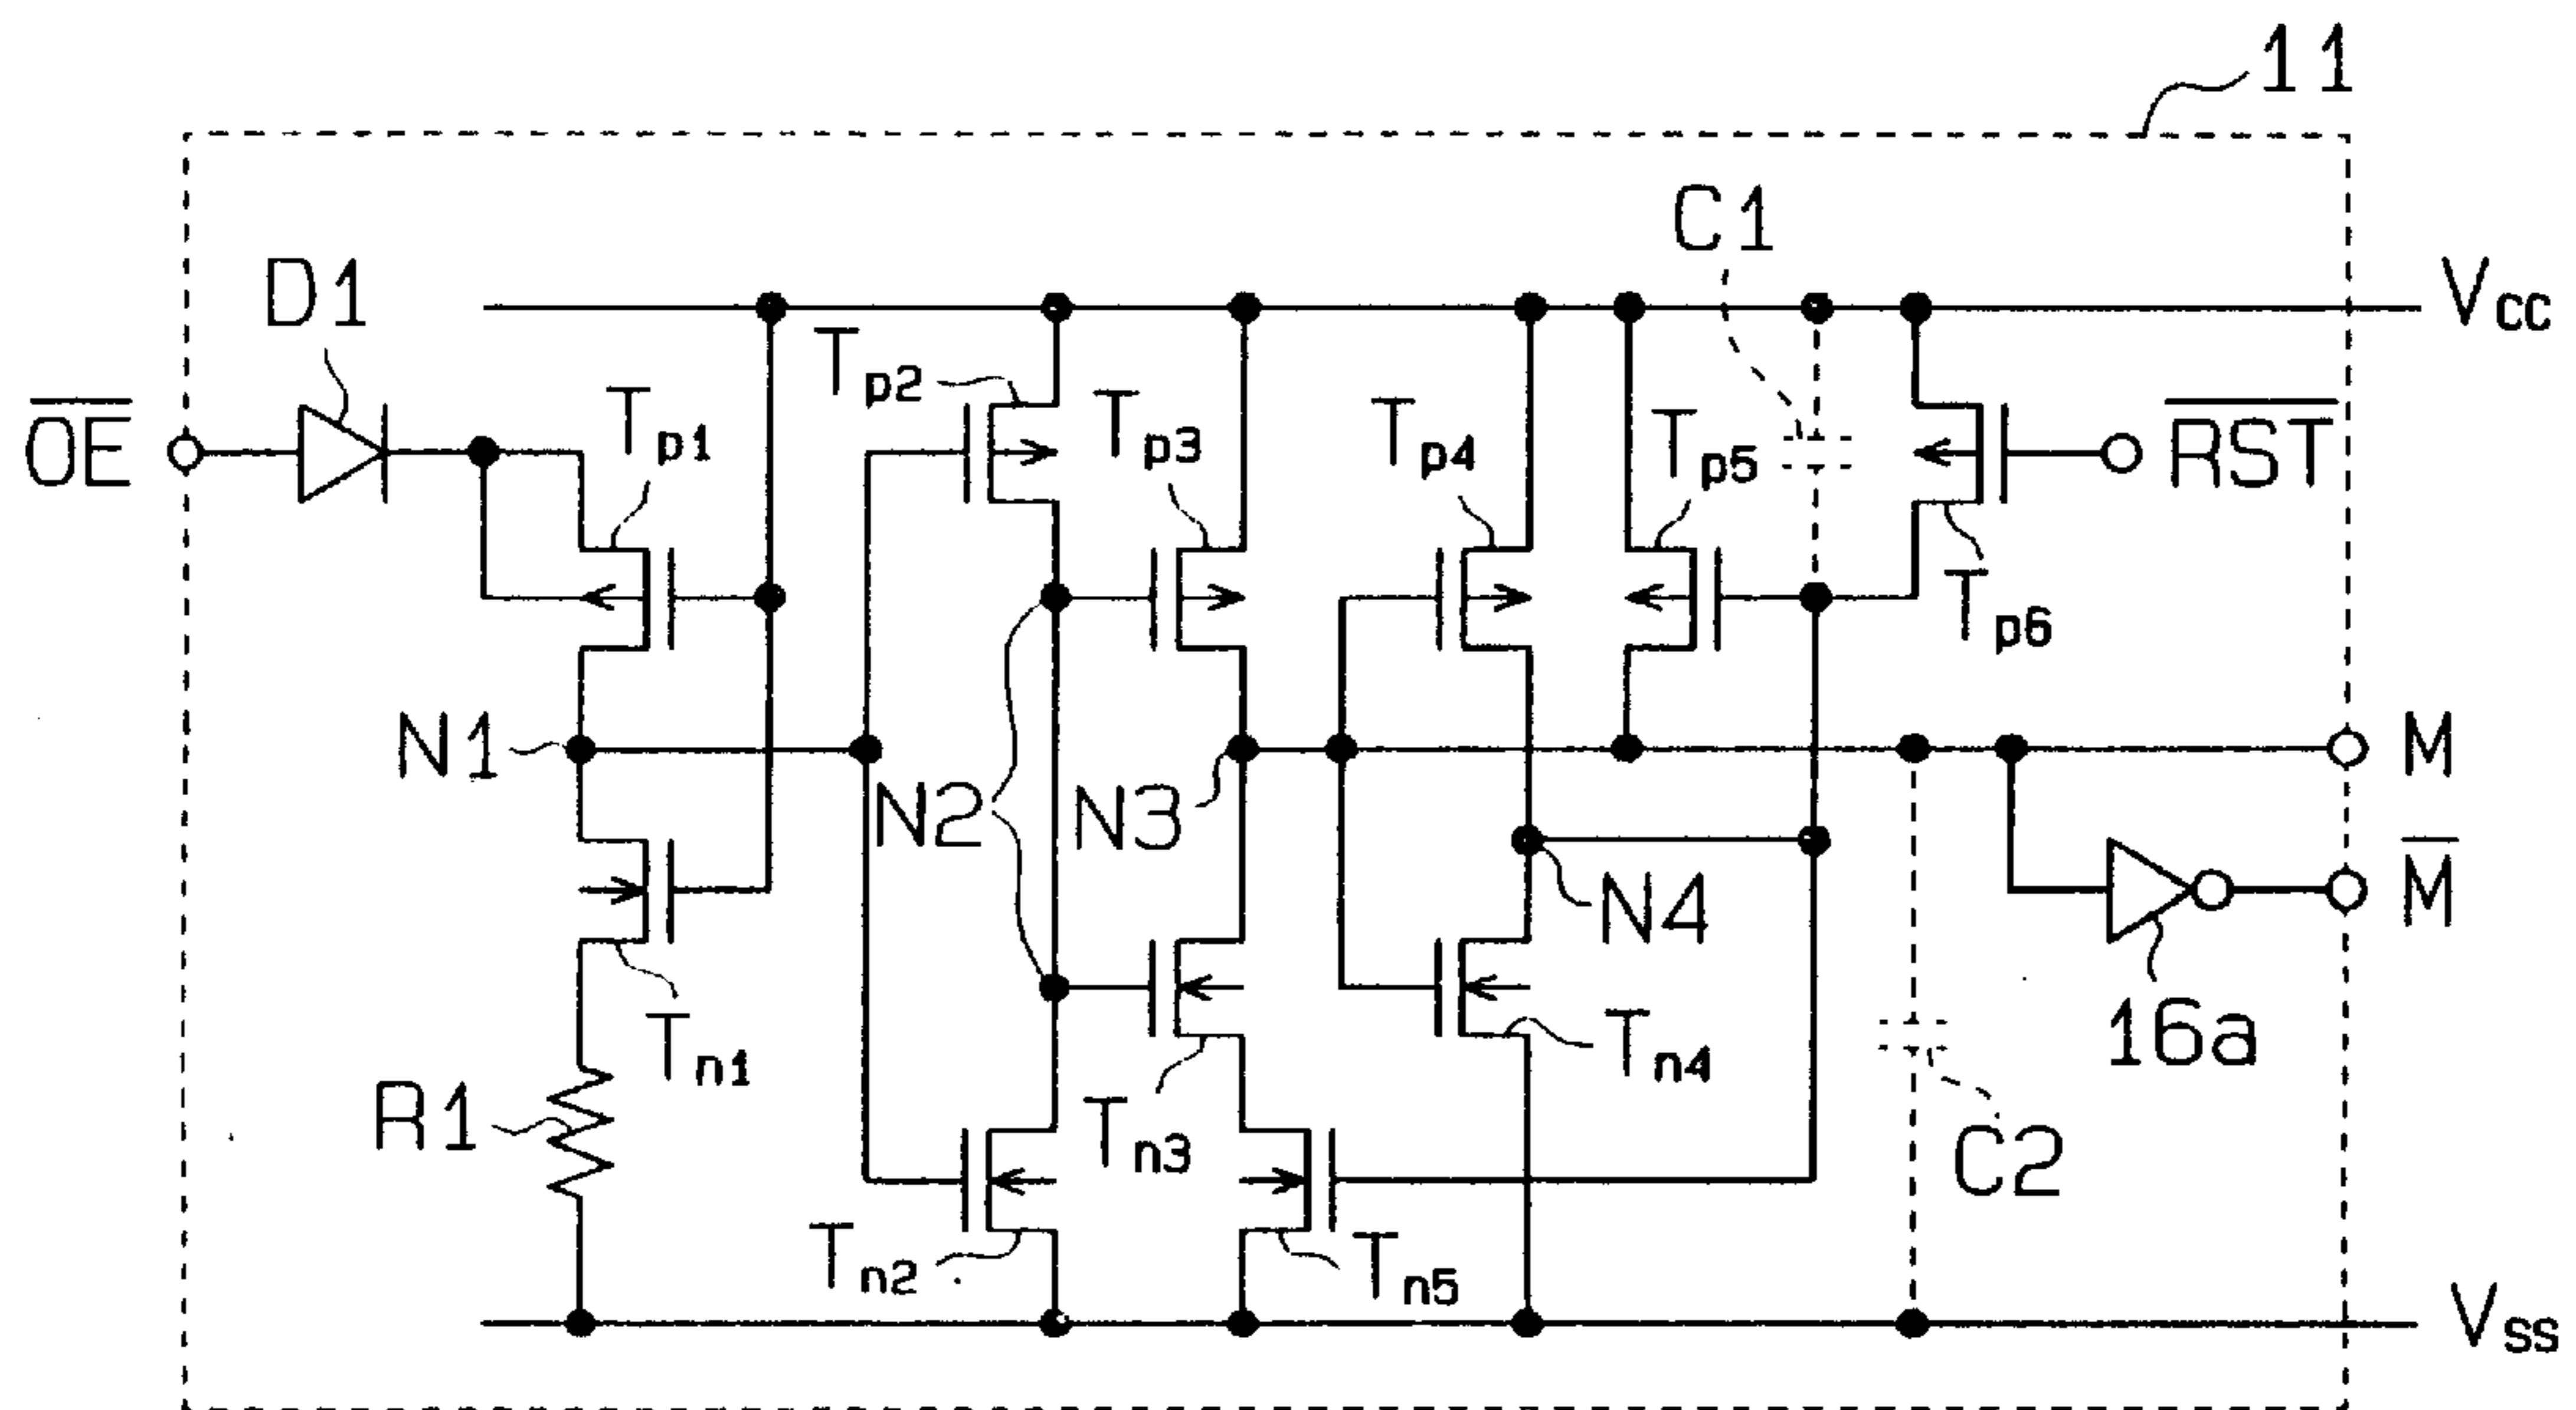 11
C1
D1
VCC
Tp2
OE
Tp1
Tp3
Tp4
Tp5
RST
Tp6
N1
N2
N3
M
N4
M
Tn1
Tn4
16a
R1
Tn3
C2
Tn2
Tn5
VSS